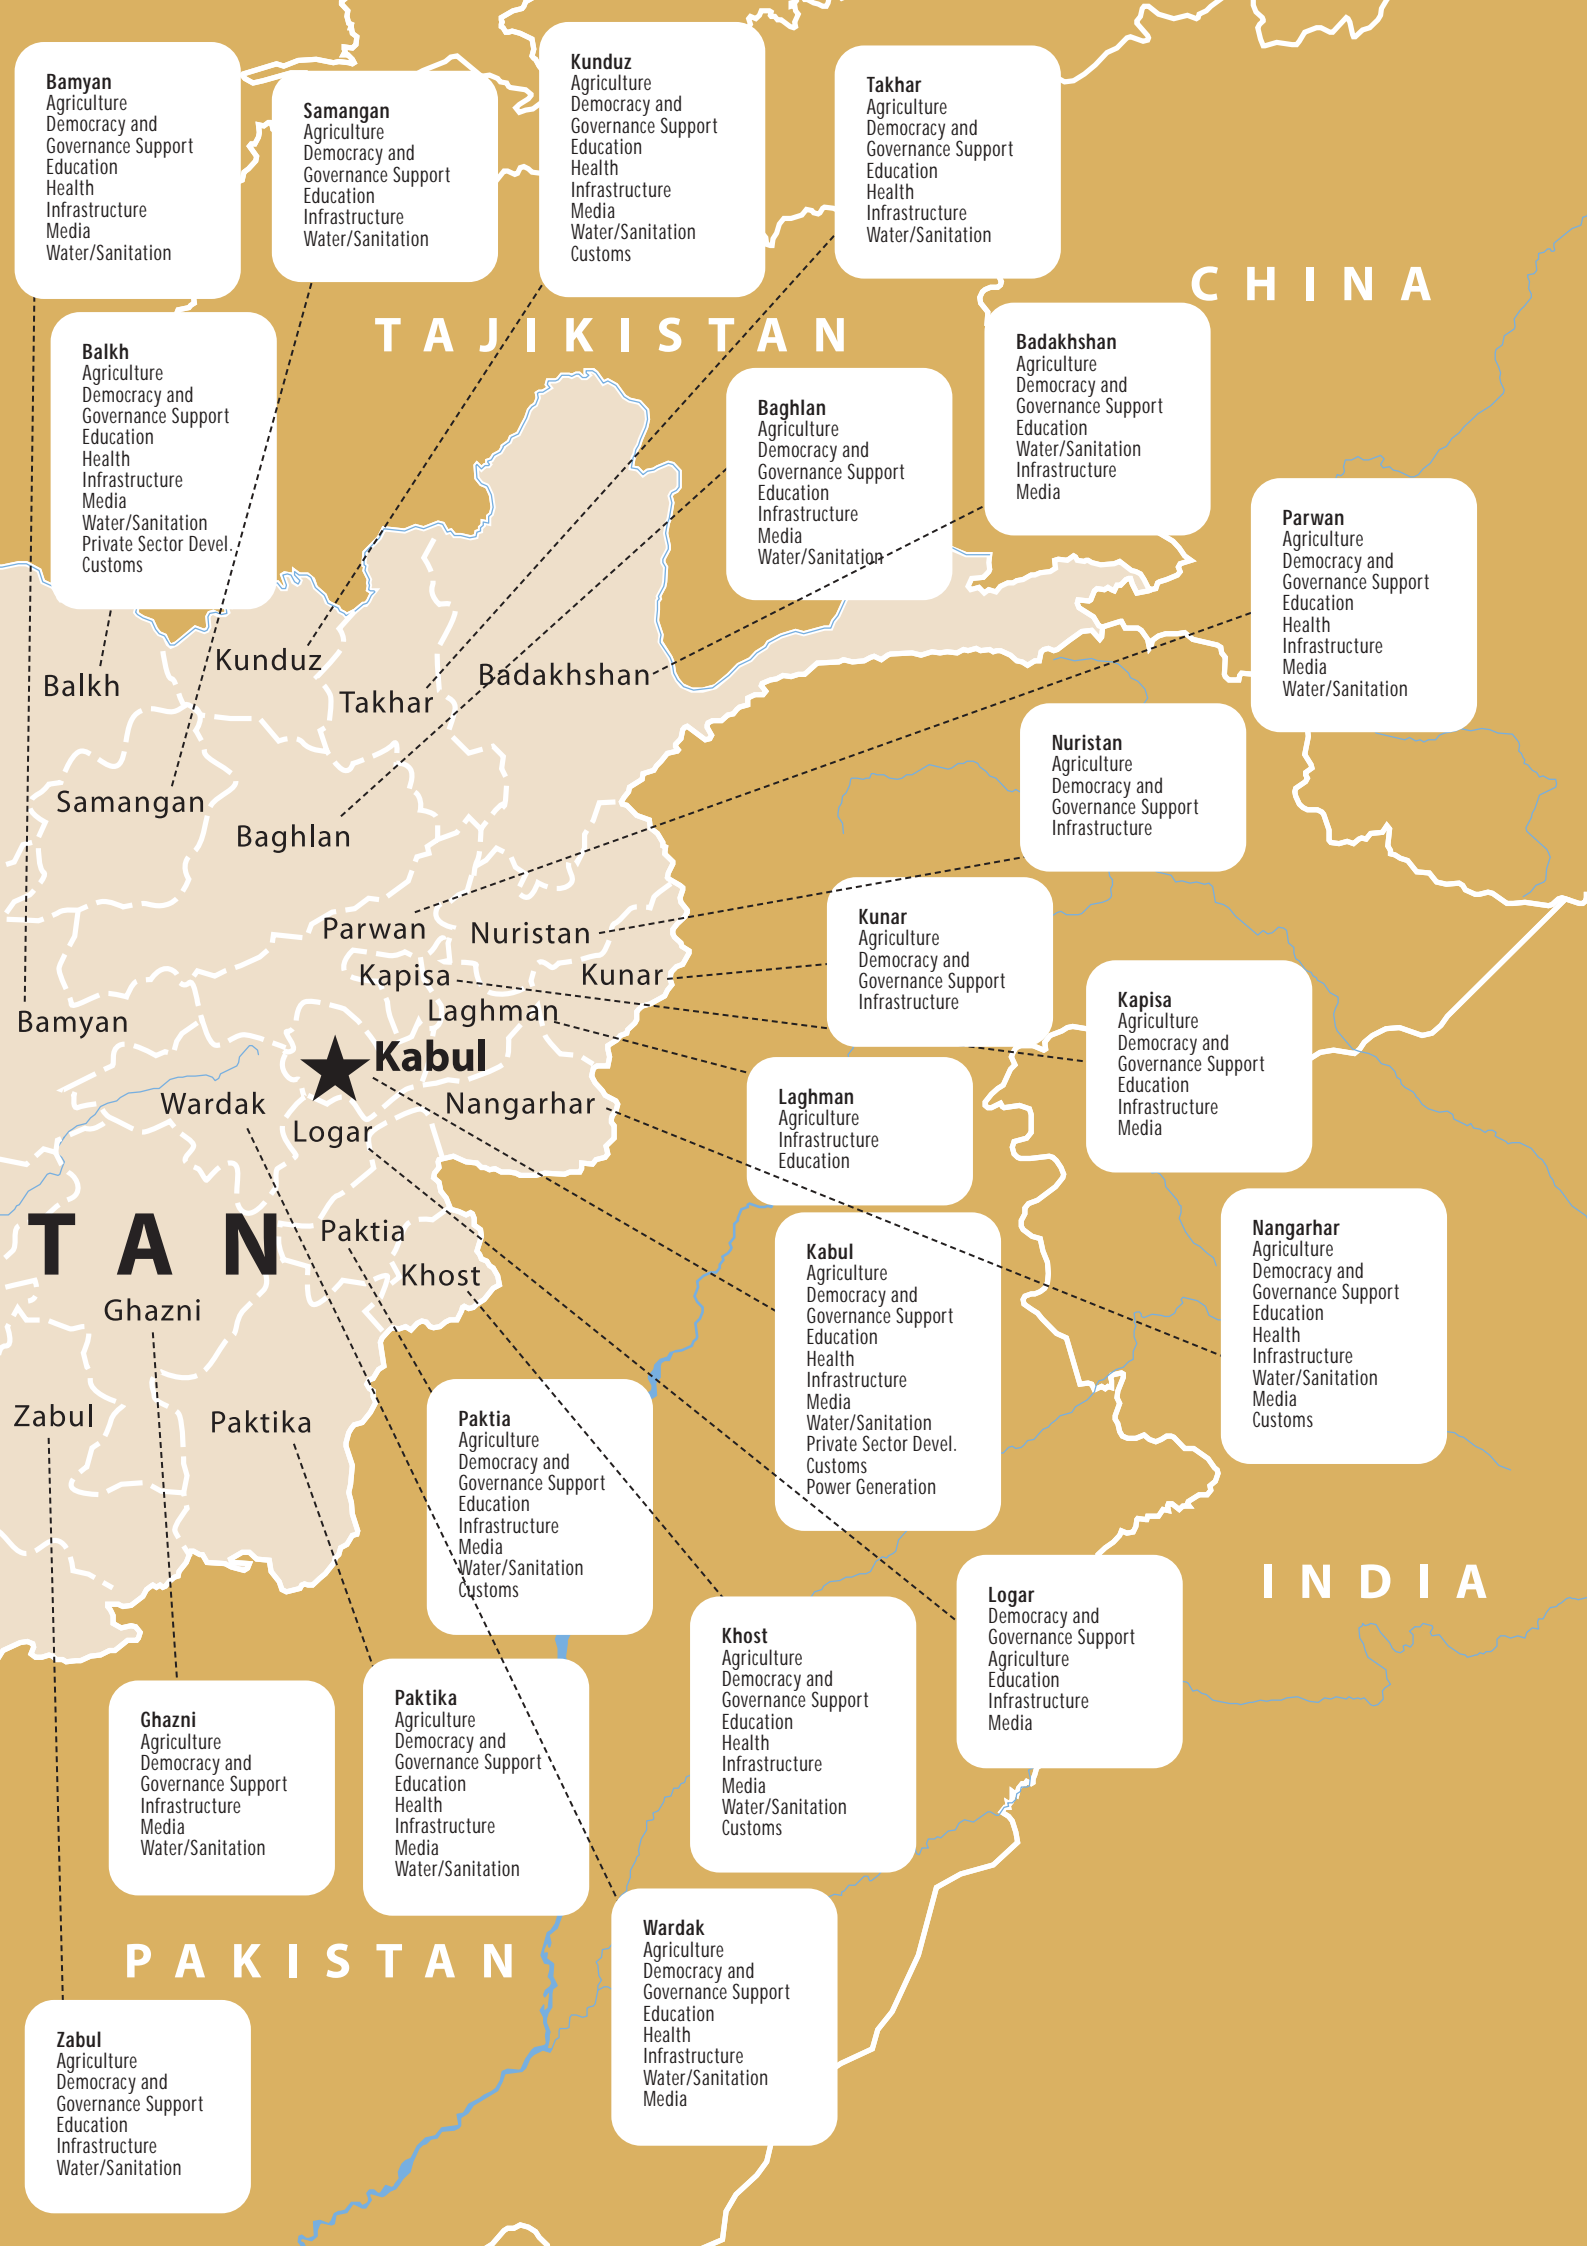 Bamyan
Agriculture
Democracy and
Governance Support
Education
Health
Infrastructure
Media
Water/Sanitation
Samangan
Agriculture
Democracy and
Governance Support
Education
Infrastructure
Water/Sanitation
Kunduz
Agriculture
Democracy and
Governance Support
Education
Health
Infrastructure
Media
Water/Sanitation
Customs
Takhar
Agriculture
Democracy and
Governance Support
Education
Health
Infrastructure
Water/Sanitation
CHINA
TAJIKISTAN
Balkh
Agriculture
Democracy and
Governance Support
Education
Health
Infrastructure
Media
Water/Sanitation
Private Sector Devel.
Customs
Baghlan
Agriculture
Democracy and
Governance Support
Education
Infrastructure
Media
Water/Sanitation
Badakhshan
Agriculture
Democracy and
Governance Support
Education
Water/Sanitation
Infrastructure
Media
Parwan
Agriculture
Democracy and
Governance Support
Education
Health
Infrastructure
Media
Water/Sanitation
Balkh
Kunduz
Takhar
Badakhshan
Samangan
Baghlan
Nuristan
Agriculture
Democracy and
Governance Support
Infrastructure
Parwan
Nuristan
Kapisa
Kunar
Laghman
Bamyan
Kabul
Wardak
Nangarhar
Logar
Kunar
Agriculture
Democracy and
Governance Support
Infrastructure
Kapisa
Agriculture
Democracy and
Governance Support
Education
Infrastructure
Media
Laghman
Agriculture
Infrastructure
Education
TAN
Paktia
Khost
Ghazni
Zabul
Paktika
Kabul
Agriculture
Democracy and
Governance Support
Education
Health
Infrastructure
Media
Water/Sanitation
Private Sector Devel.
Customs
Power Generation
Nangarhar
Agriculture
Democracy and
Governance Support
Education
Health
Infrastructure
Water/Sanitation
Media
Customs
Paktia
Agriculture
Democracy and
Governance Support
Education
Infrastructure
Media
Water/Sanitation
Customs
INDIA
Logar
Democracy and
Governance Support
Agriculture
Education
Infrastructure
Media
Khost
Agriculture
Democracy and
Governance Support
Education
Health
Infrastructure
Media
Water/Sanitation
Customs
Ghazni
Agriculture
Democracy and
Governance Support
Infrastructure
Media
Water/Sanitation
Paktika
Agriculture
Democracy and
Governance Support
Education
Health
Infrastructure
Media
Water/Sanitation
PAKISTAN
Wardak
Agriculture
Democracy and
Governance Support
Education
Health
Infrastructure
Water/Sanitation
Media
Zabul
Agriculture
Democracy and
Governance Support
Education
Infrastructure
Water/Sanitation